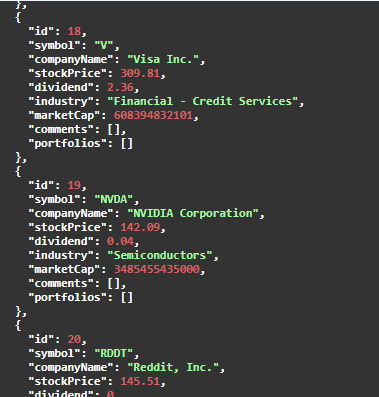 },
{
"id": 18,
"symbol": "V",
"companyName": "Visa Inc.",
"stockPrice": 309.81,
"dividend": 2.36,
"industry": "Financial - Credit Services",
"marketCap": 608394832101,
"comments": [],
"portfolios": []
},
{
"id": 19,
"symbol": "NVDA",
"companyName": "NVIDIA Corporation",
"stockPrice": 142.09,
"dividend": 0.04,
"industry": "Semiconductors",
"marketCap": 3485455435000,
"comments": [],
"portfolios": []
},
{
"id": 20,
"symbol": "RDDT",
"companyName": "Reddit, Inc.",
"stockPrice": 145.51,
"dividend": 0